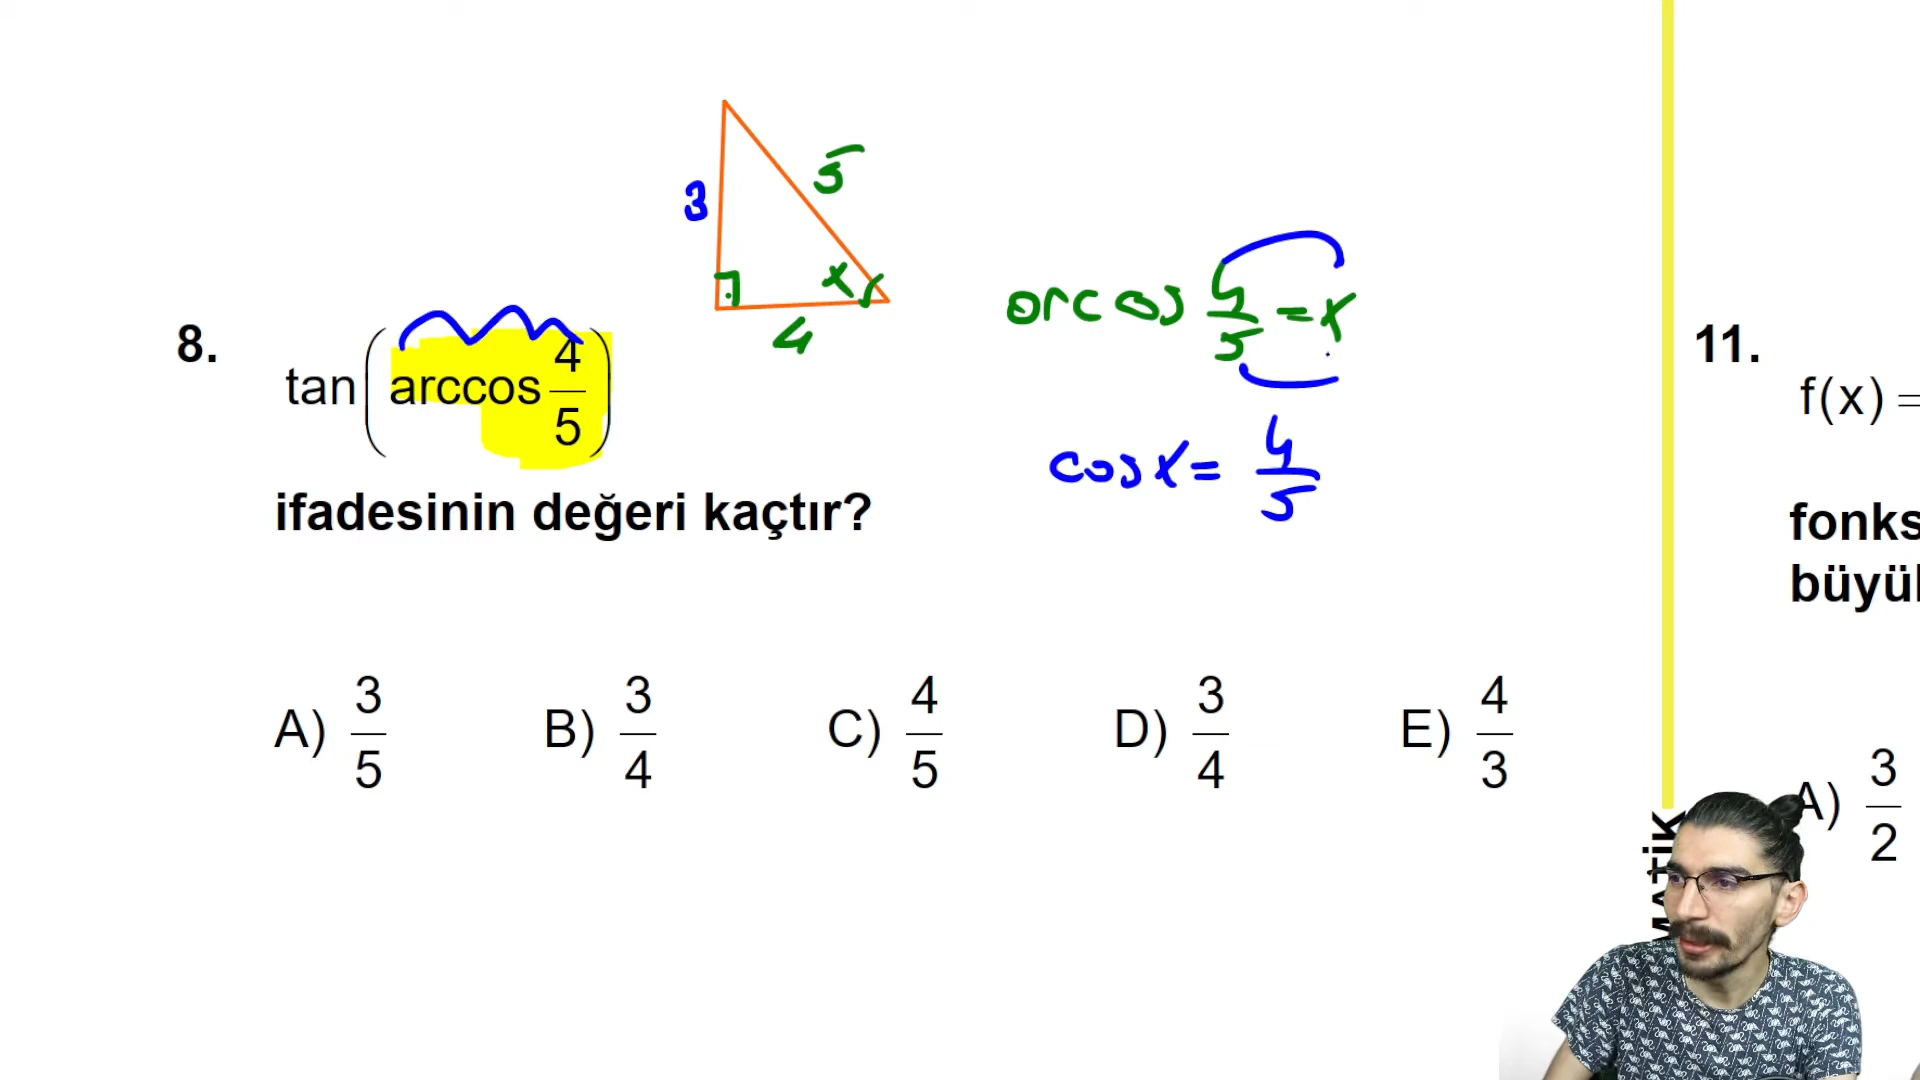 3
5
x
4
arccos 4/5 = x
cos x = 4/5
8.
tan(arccos 4/5)
ifadesinin değeri kaçtır?
A) 3/5 B) 3/4 C) 4/5 D) 3/4 E) 4/3
11.
f(x) =
fonks
büyü
A) 3/2
MATİK